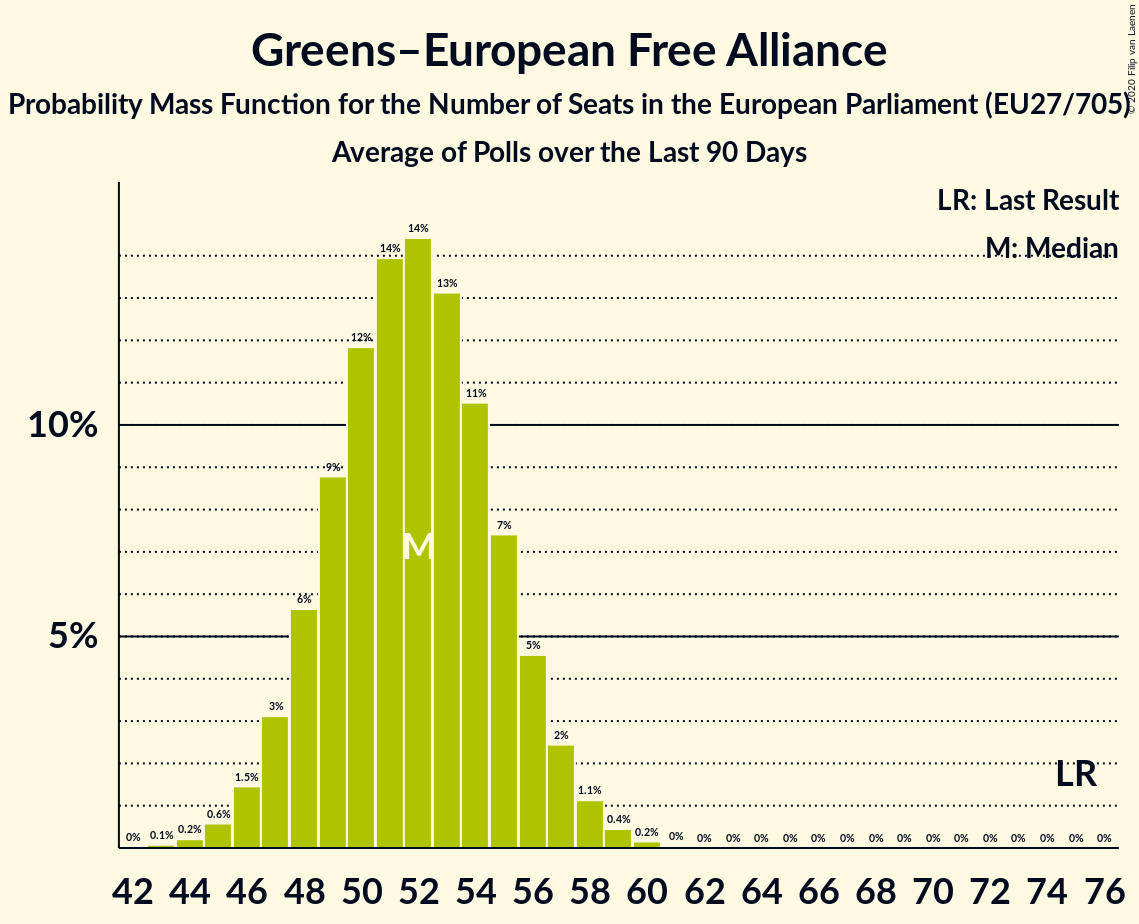 Greens–European Free Alliance
Probability Mass Function for the Number of Seats in the European Parliament (EU27/705)
Average of Polls over the Last 90 Days
© 2020 Filip van Laenen
LR: Last Result
M: Median
10%
5%
0% 0.1% 0.2% 0.6% 1.5% 3% 6% 9% 12% 14% 14% 13% 11% 7% 5% 2% 1.1% 0.4% 0.2% 0% 0% 0% 0% 0% 0% 0% 0% 0% 0% 0% 0% 0% 0% 0% 0%
M
LR
42 44 46 48 50 52 54 56 58 60 62 64 66 68 70 72 74 76